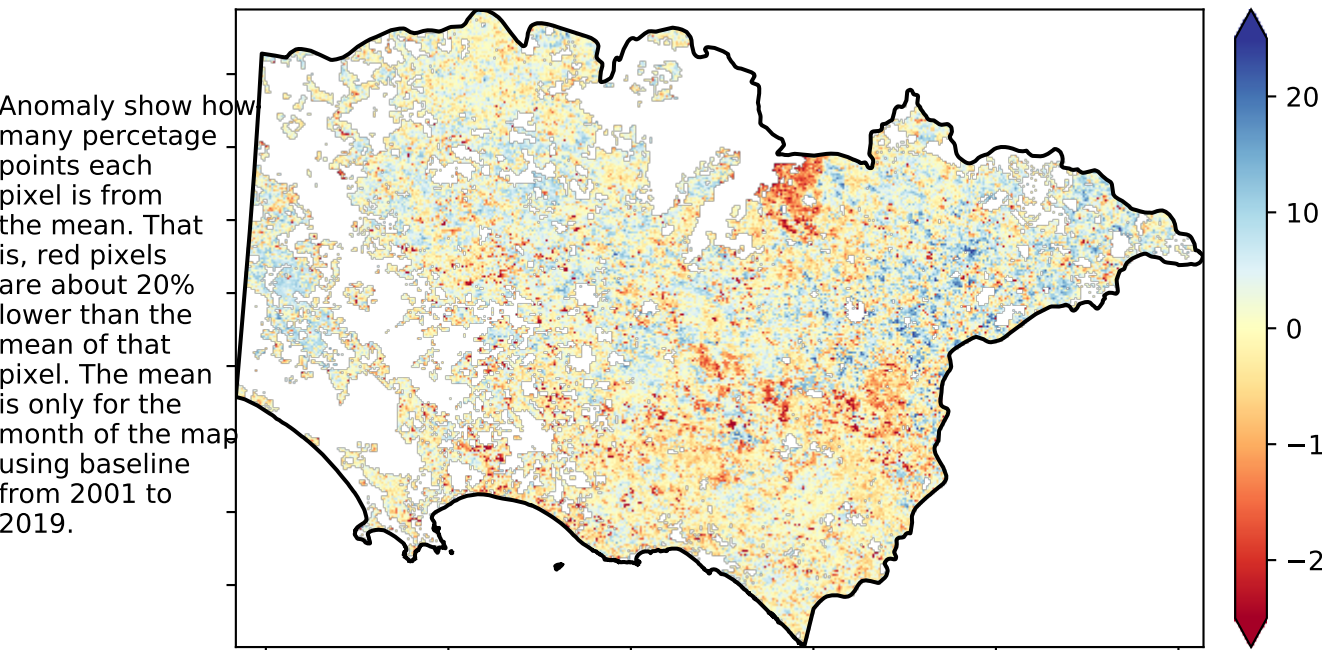 Anomaly show how
many percetage
points each
pixel is from
the mean. That
is, red pixels
are about 20%
lower than the
mean of that
pixel. The mean
is only for the
month of the map
using baseline
from 2001 to
2019.
20
10
0
−1
−2